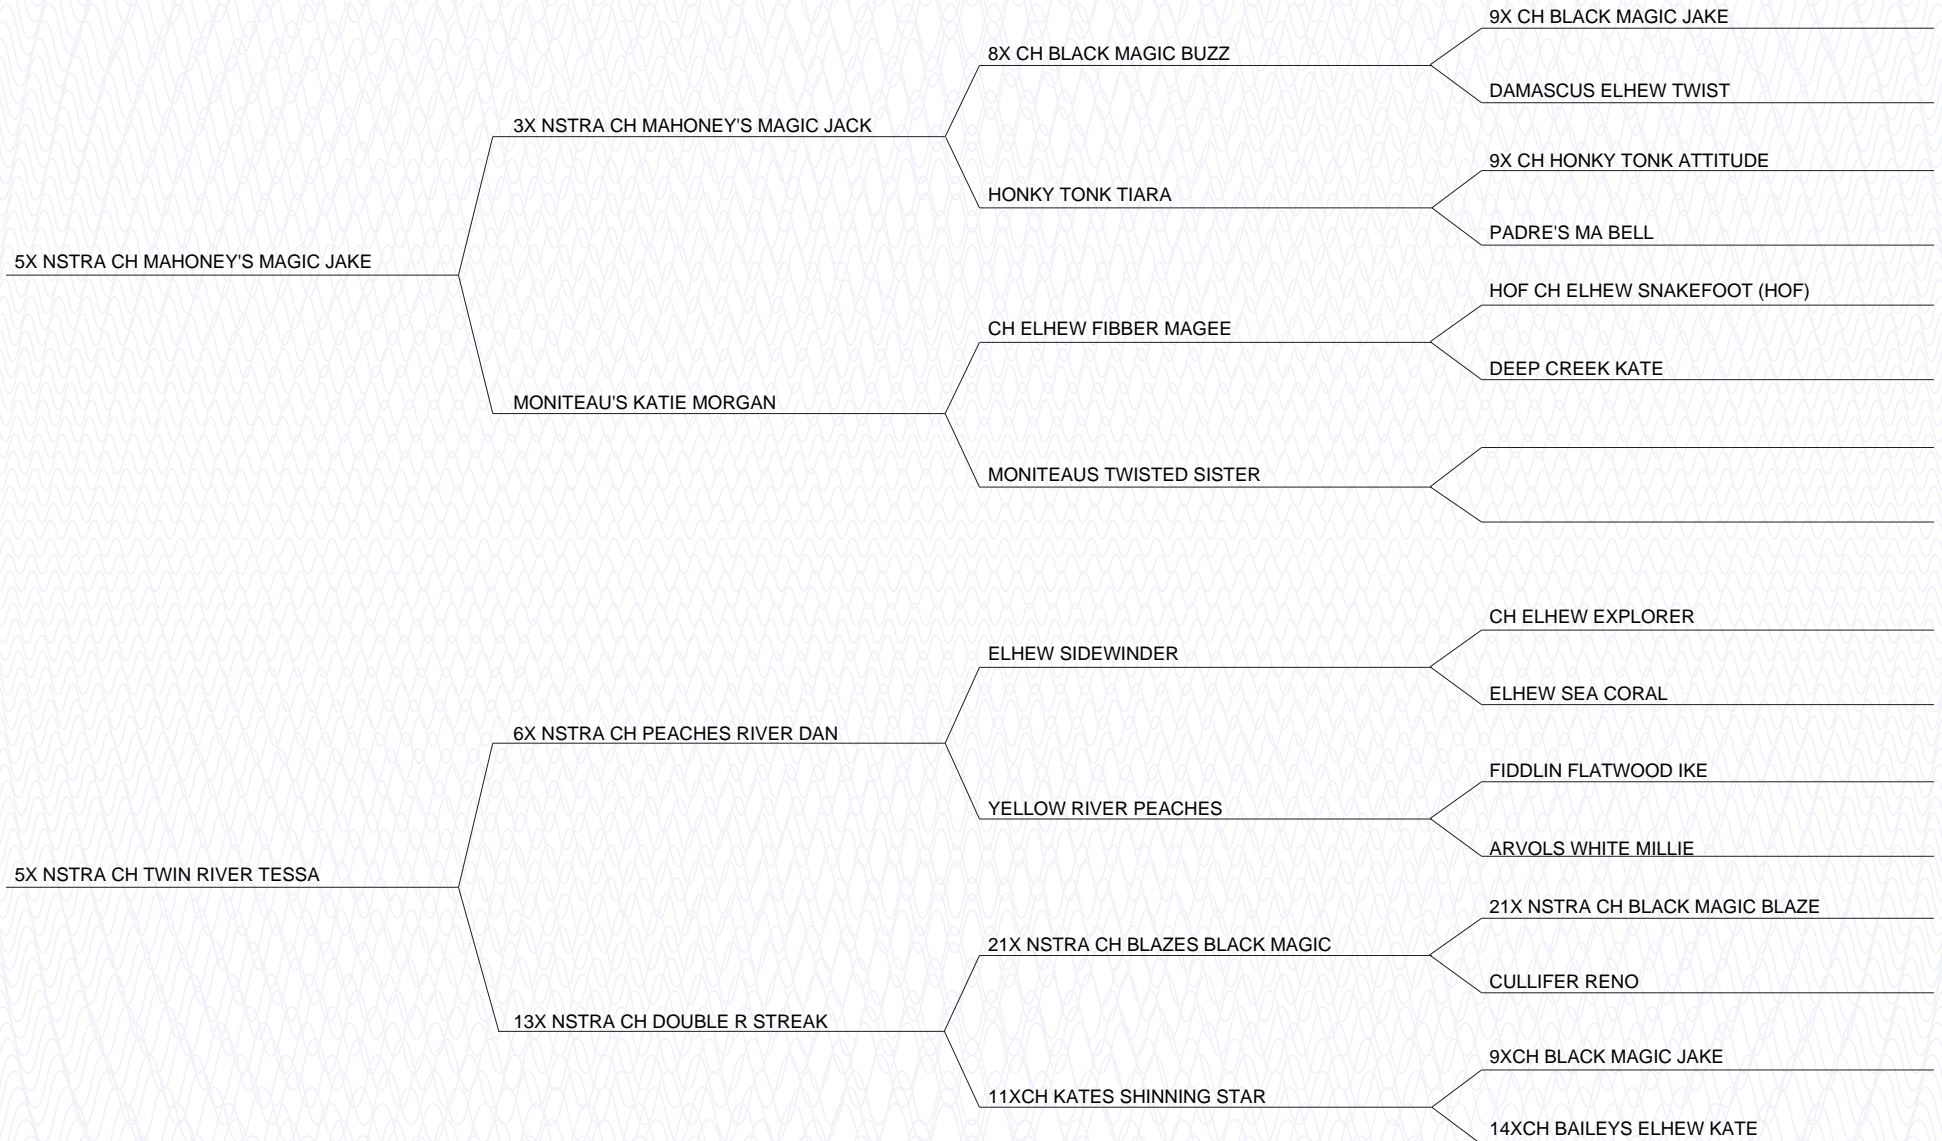 9X CH BLACK MAGIC JAKE
8X CH BLACK MAGIC BUZZ
DAMASCUS ELHEW TWIST
3X NSTRA CH MAHONEY'S MAGIC JACK
9X CH HONKY TONK ATTITUDE
HONKY TONK TIARA
PADRE'S MA BELL
5X NSTRA CH MAHONEY'S MAGIC JAKE
HOF CH ELHEW SNAKEFOOT (HOF)
CH ELHEW FIBBER MAGEE
DEEP CREEK KATE
MONITEAU'S KATIE MORGAN
MONITEAUS TWISTED SISTER
CH ELHEW EXPLORER
ELHEW SIDEWINDER
ELHEW SEA CORAL
6X NSTRA CH PEACHES RIVER DAN
FIDDLIN FLATWOOD IKE
YELLOW RIVER PEACHES
ARVOLS WHITE MILLIE
5X NSTRA CH TWIN RIVER TESSA
21X NSTRA CH BLACK MAGIC BLAZE
21X NSTRA CH BLAZES BLACK MAGIC
CULLIFER RENO
13X NSTRA CH DOUBLE R STREAK
9XCH BLACK MAGIC JAKE
11XCH KATES SHINNING STAR
14XCH BAILEYS ELHEW KATE